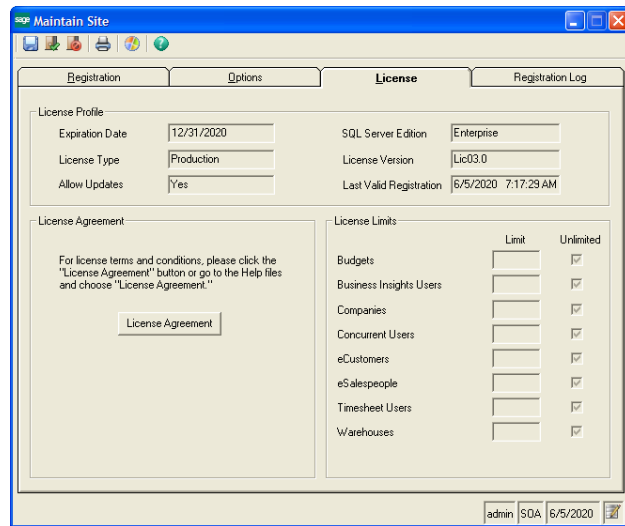 sage Maintain Site
Registration Options License Registration Log
License Profile
Expiration Date 12/31/2020 SQL Server Edition Enterprise
License Type Production License Version Lic03.0
Allow Updates Yes Last Valid Registration 6/5/2020 7:17:29 AM
License Agreement
For license terms and conditions, please click the
"License Agreement" button or go to the Help files
and choose "License Agreement."
License Agreement
License Limits
Limit Unlimited
Budgets
Business Insights Users
Companies
Concurrent Users
eCustomers
eSalespeople
Timesheet Users
Warehouses
admin SOA 6/5/2020